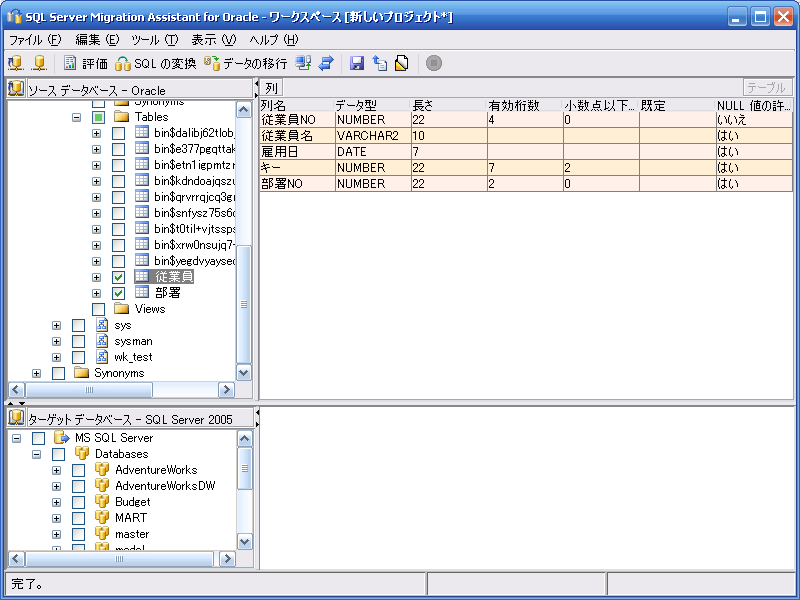 SQL Server Migration Assistant for Oracle - ワークスペース [新しいプロジェクト*]
ファイル (F) 編集 (E) ツール (T) 表示 (V) ヘルプ (H)
評価 SQL の変換 データの移行
ソース データベース - Oracle
Synonyms
Tables
bin$dalibj62tlob
bin$e377pgqttak
bin$etn1igpmtzr
bin$kdndoajqszu
bin$qrvrrqjcq3g
bin$snfysz75s6
bin$t0til+vjtssps
bin$xrw0nsujq7
bin$yegdvyaysec
従業員
部署
Views
sys
sysman
wk_test
Synonyms
列 テーブル
列名 データ型 長さ 有効桁数 小数点以下... 既定 NULL 値の許...
従業員NO NUMBER 22 4 0 いいえ
従業員名 VARCHAR2 10 はい
雇用日 DATE 7 はい
キー NUMBER 22 7 2 はい
部署NO NUMBER 22 2 0 はい
ターゲット データベース - SQL Server 2005
MS SQL Server
Databases
AdventureWorks
AdventureWorksDW
Budget
MART
master
model
完了。